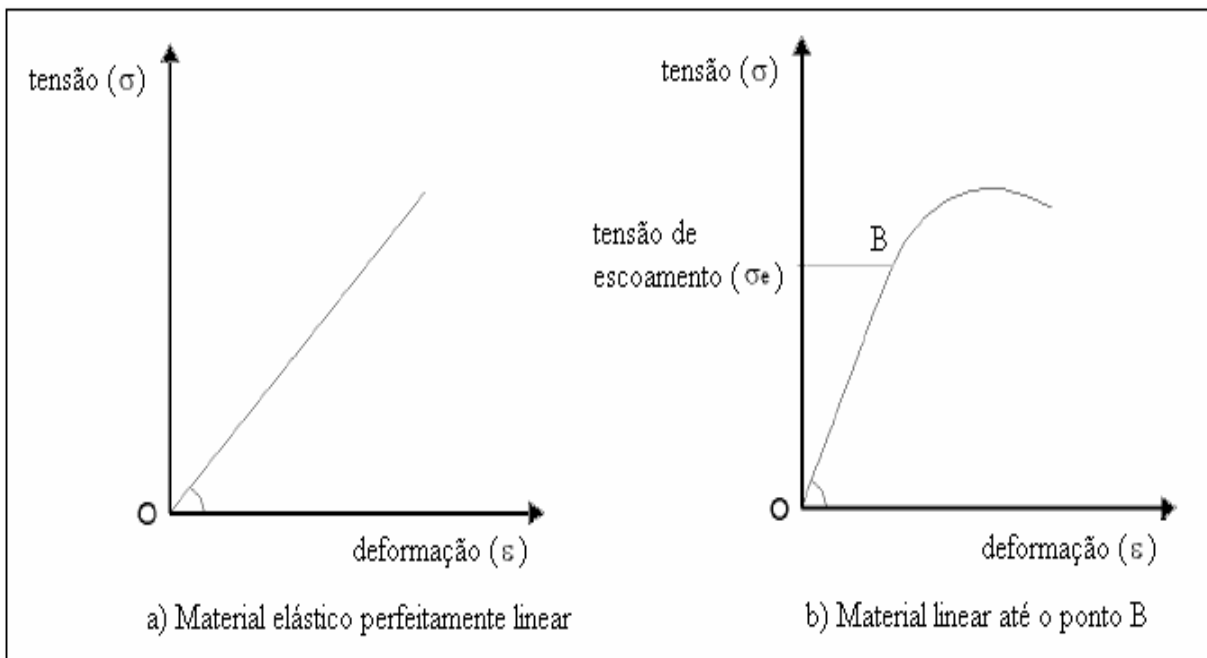 tensão (σ)
O
deformação (ε)
a) Material elástico perfeitamente linear
tensão (σ)
tensão de
escoamento (σe)
B
O
deformação (ε)
b) Material linear até o ponto B